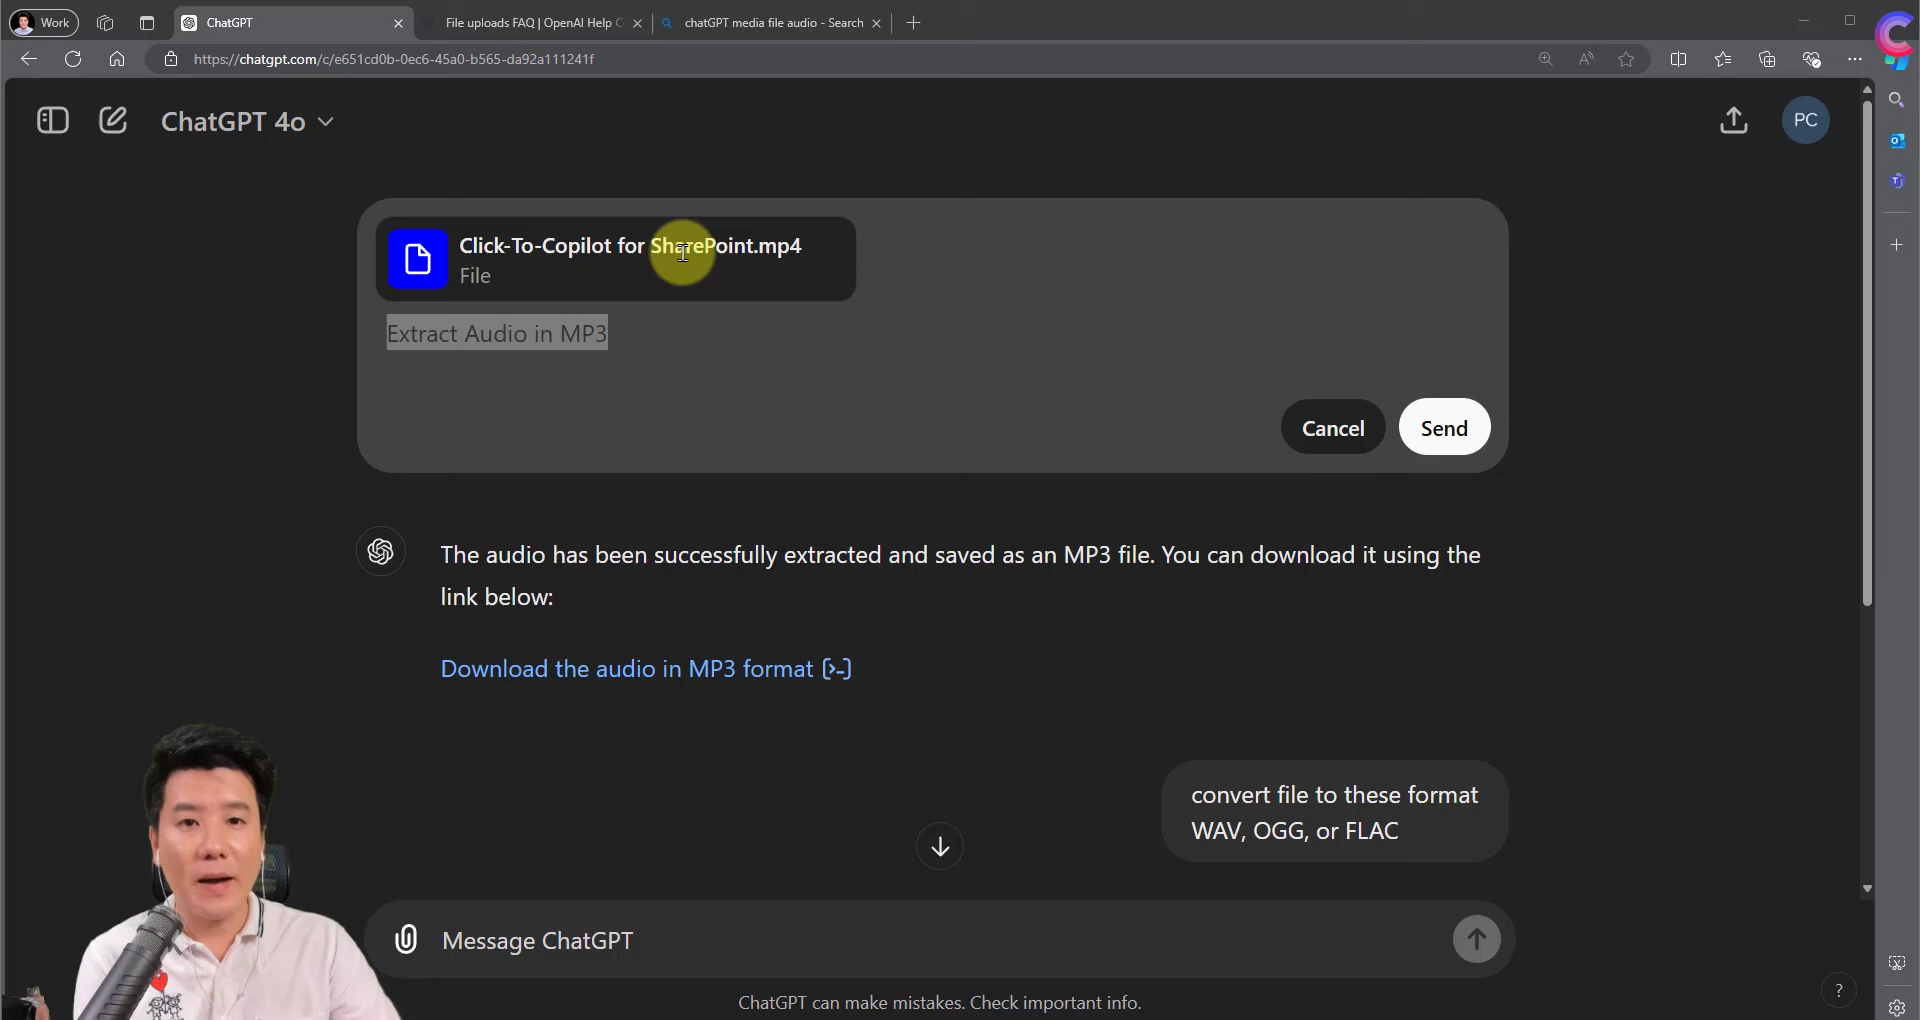 Work
ChatGPT
File uploads FAQ | OpenAI Help C
chatGPT media file audio - Search
https://chatgpt.com/c/e651cd0b-0ec6-45a0-b565-da92a111241f
ChatGPT 4o
PC
Click-To-Copilot for SharePoint.mp4
File
Extract Audio in MP3
Cancel
Send
The audio has been successfully extracted and saved as an MP3 file. You can download it using the
link below:
Download the audio in MP3 format [>-]
convert file to these format
WAV, OGG, or FLAC
Message ChatGPT
ChatGPT can make mistakes. Check important info.
?